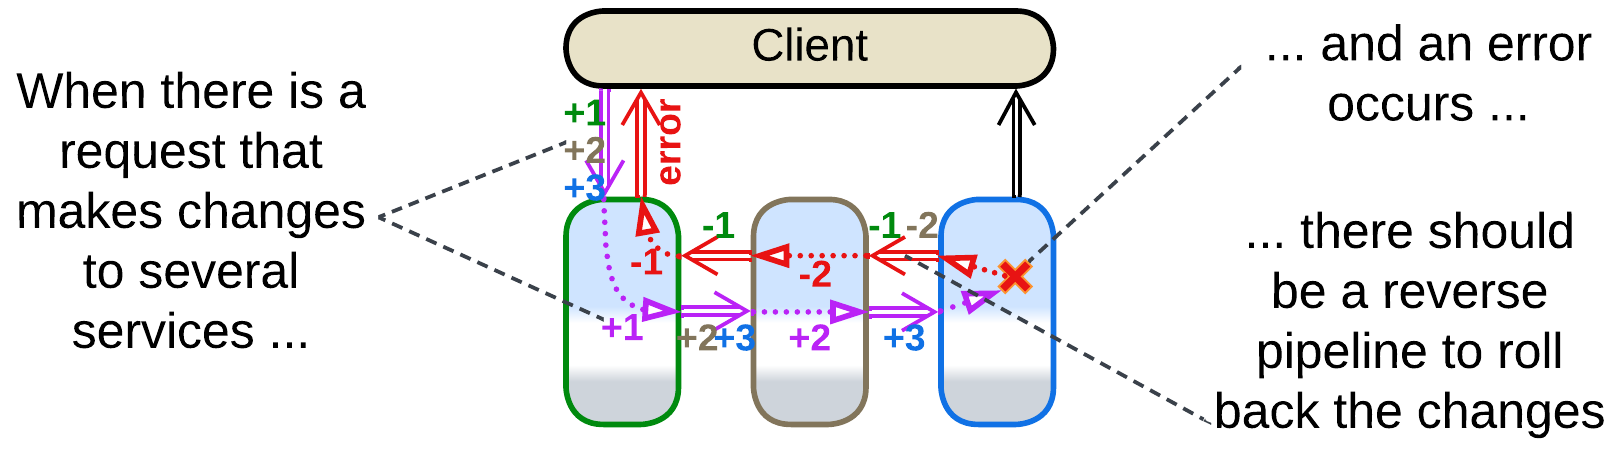 Client
When there is a
request that
makes changes
to several
services ...
... and an error
occurs ...
... there should
be a reverse
pipeline to roll
back the changes
+1
+2
+3
error
-1
-1 -2
-1
-2
+1
+2+3
+2
+3